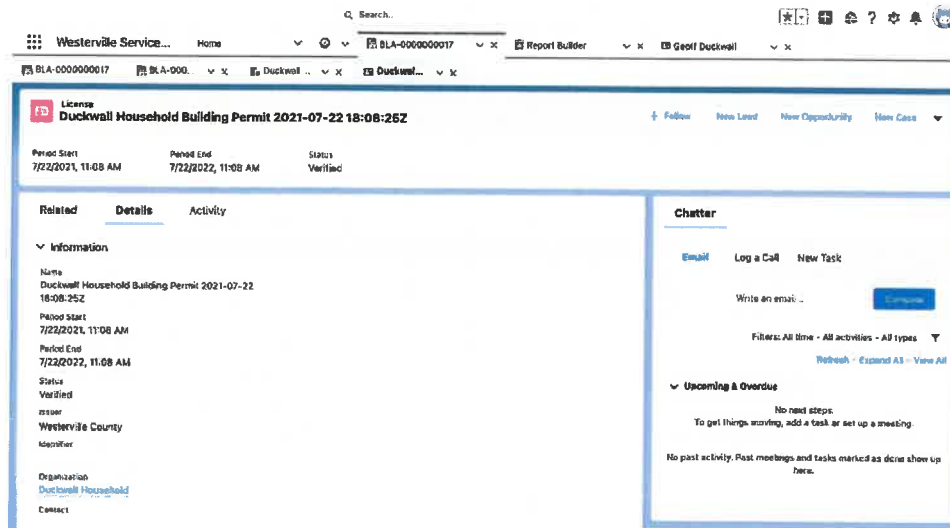 Search..
Westerville Service... Home BLA-0000000017 Report Builder Geoff Duckwall
BLA-0000000017 BLA-000.. Duckwall .. Duckwal...
License
Duckwall Household Building Permit 2021-07-22 18:08:25Z
+ Follow New Lead New Opportunity New Case
Period Start Period End Status
7/22/2021, 11:08 AM 7/22/2022, 11:08 AM Verified
Related Details Activity
Chatter
Information
Email Log a Call New Task
Name
Duckwall Household Building Permit 2021-07-22
18:08:25Z
Write an email... Compose
Period Start
7/22/2021, 11:08 AM
Filters: All time - All activities - All types
Period End
7/22/2022, 11:08 AM
Refresh - Expand All - View All
Status
Verified
Upcoming & Overdue
Issuer
Westerville County
No next steps.
To get things moving, add a task or set up a meeting.
Identifier
No past activity. Past meetings and tasks marked as done show up
here.
Organization
Duckwall Household
Contact